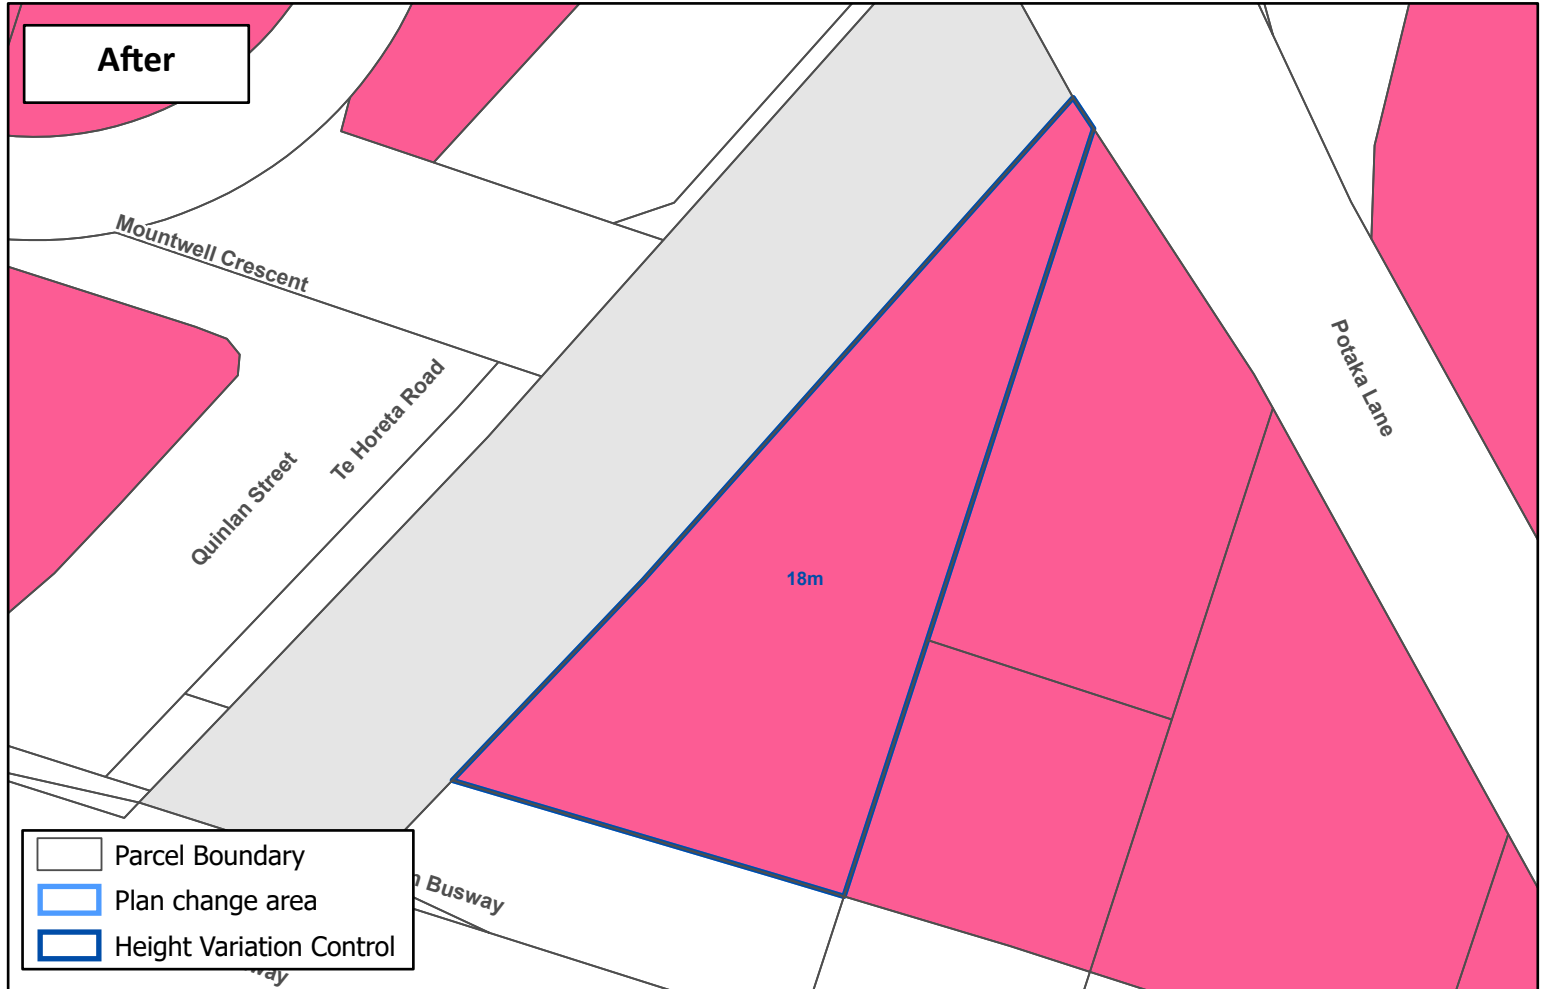 After
Mountwell Crescent
Te Horeta Road
Quinlan Street
Potaka Lane
18m
Busway
Parcel Boundary
Plan change area
Height Variation Control